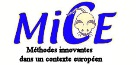 MiCE
Méthodes innovantes
dans un contexte européen